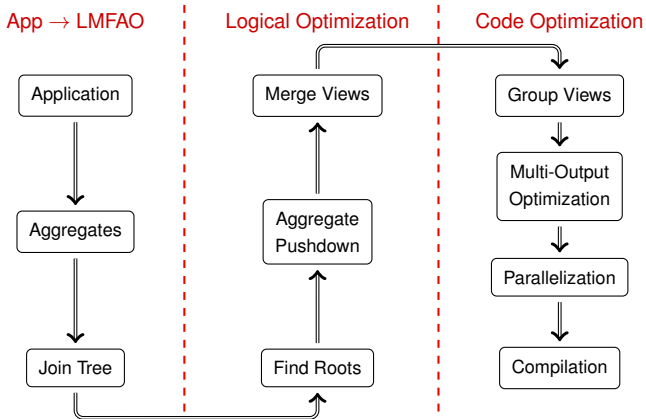 App → LMFAO
Logical Optimization
Code Optimization
Application
Aggregates
Join Tree
Merge Views
Aggregate
Pushdown
Find Roots
Group Views
Multi-Output
Optimization
Parallelization
Compilation